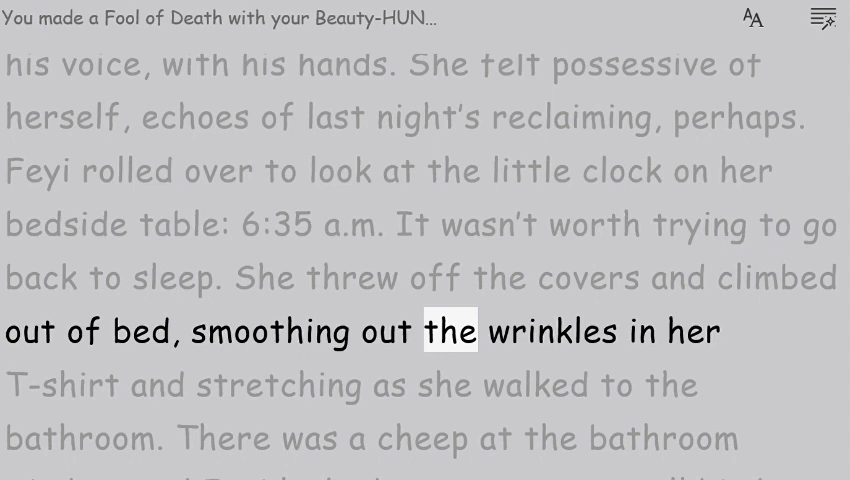 You made a Fool of Death with your Beauty-HUN...
his voice, with his hands. She felt possessive of
herself, echoes of last night's reclaiming, perhaps.
Feyi rolled over to look at the little clock on her
bedside table: 6:35 a.m. It wasn't worth trying to go
back to sleep. She threw off the covers and climbed
out of bed, smoothing out the wrinkles in her
T-shirt and stretching as she walked to the
bathroom. There was a cheep at the bathroom